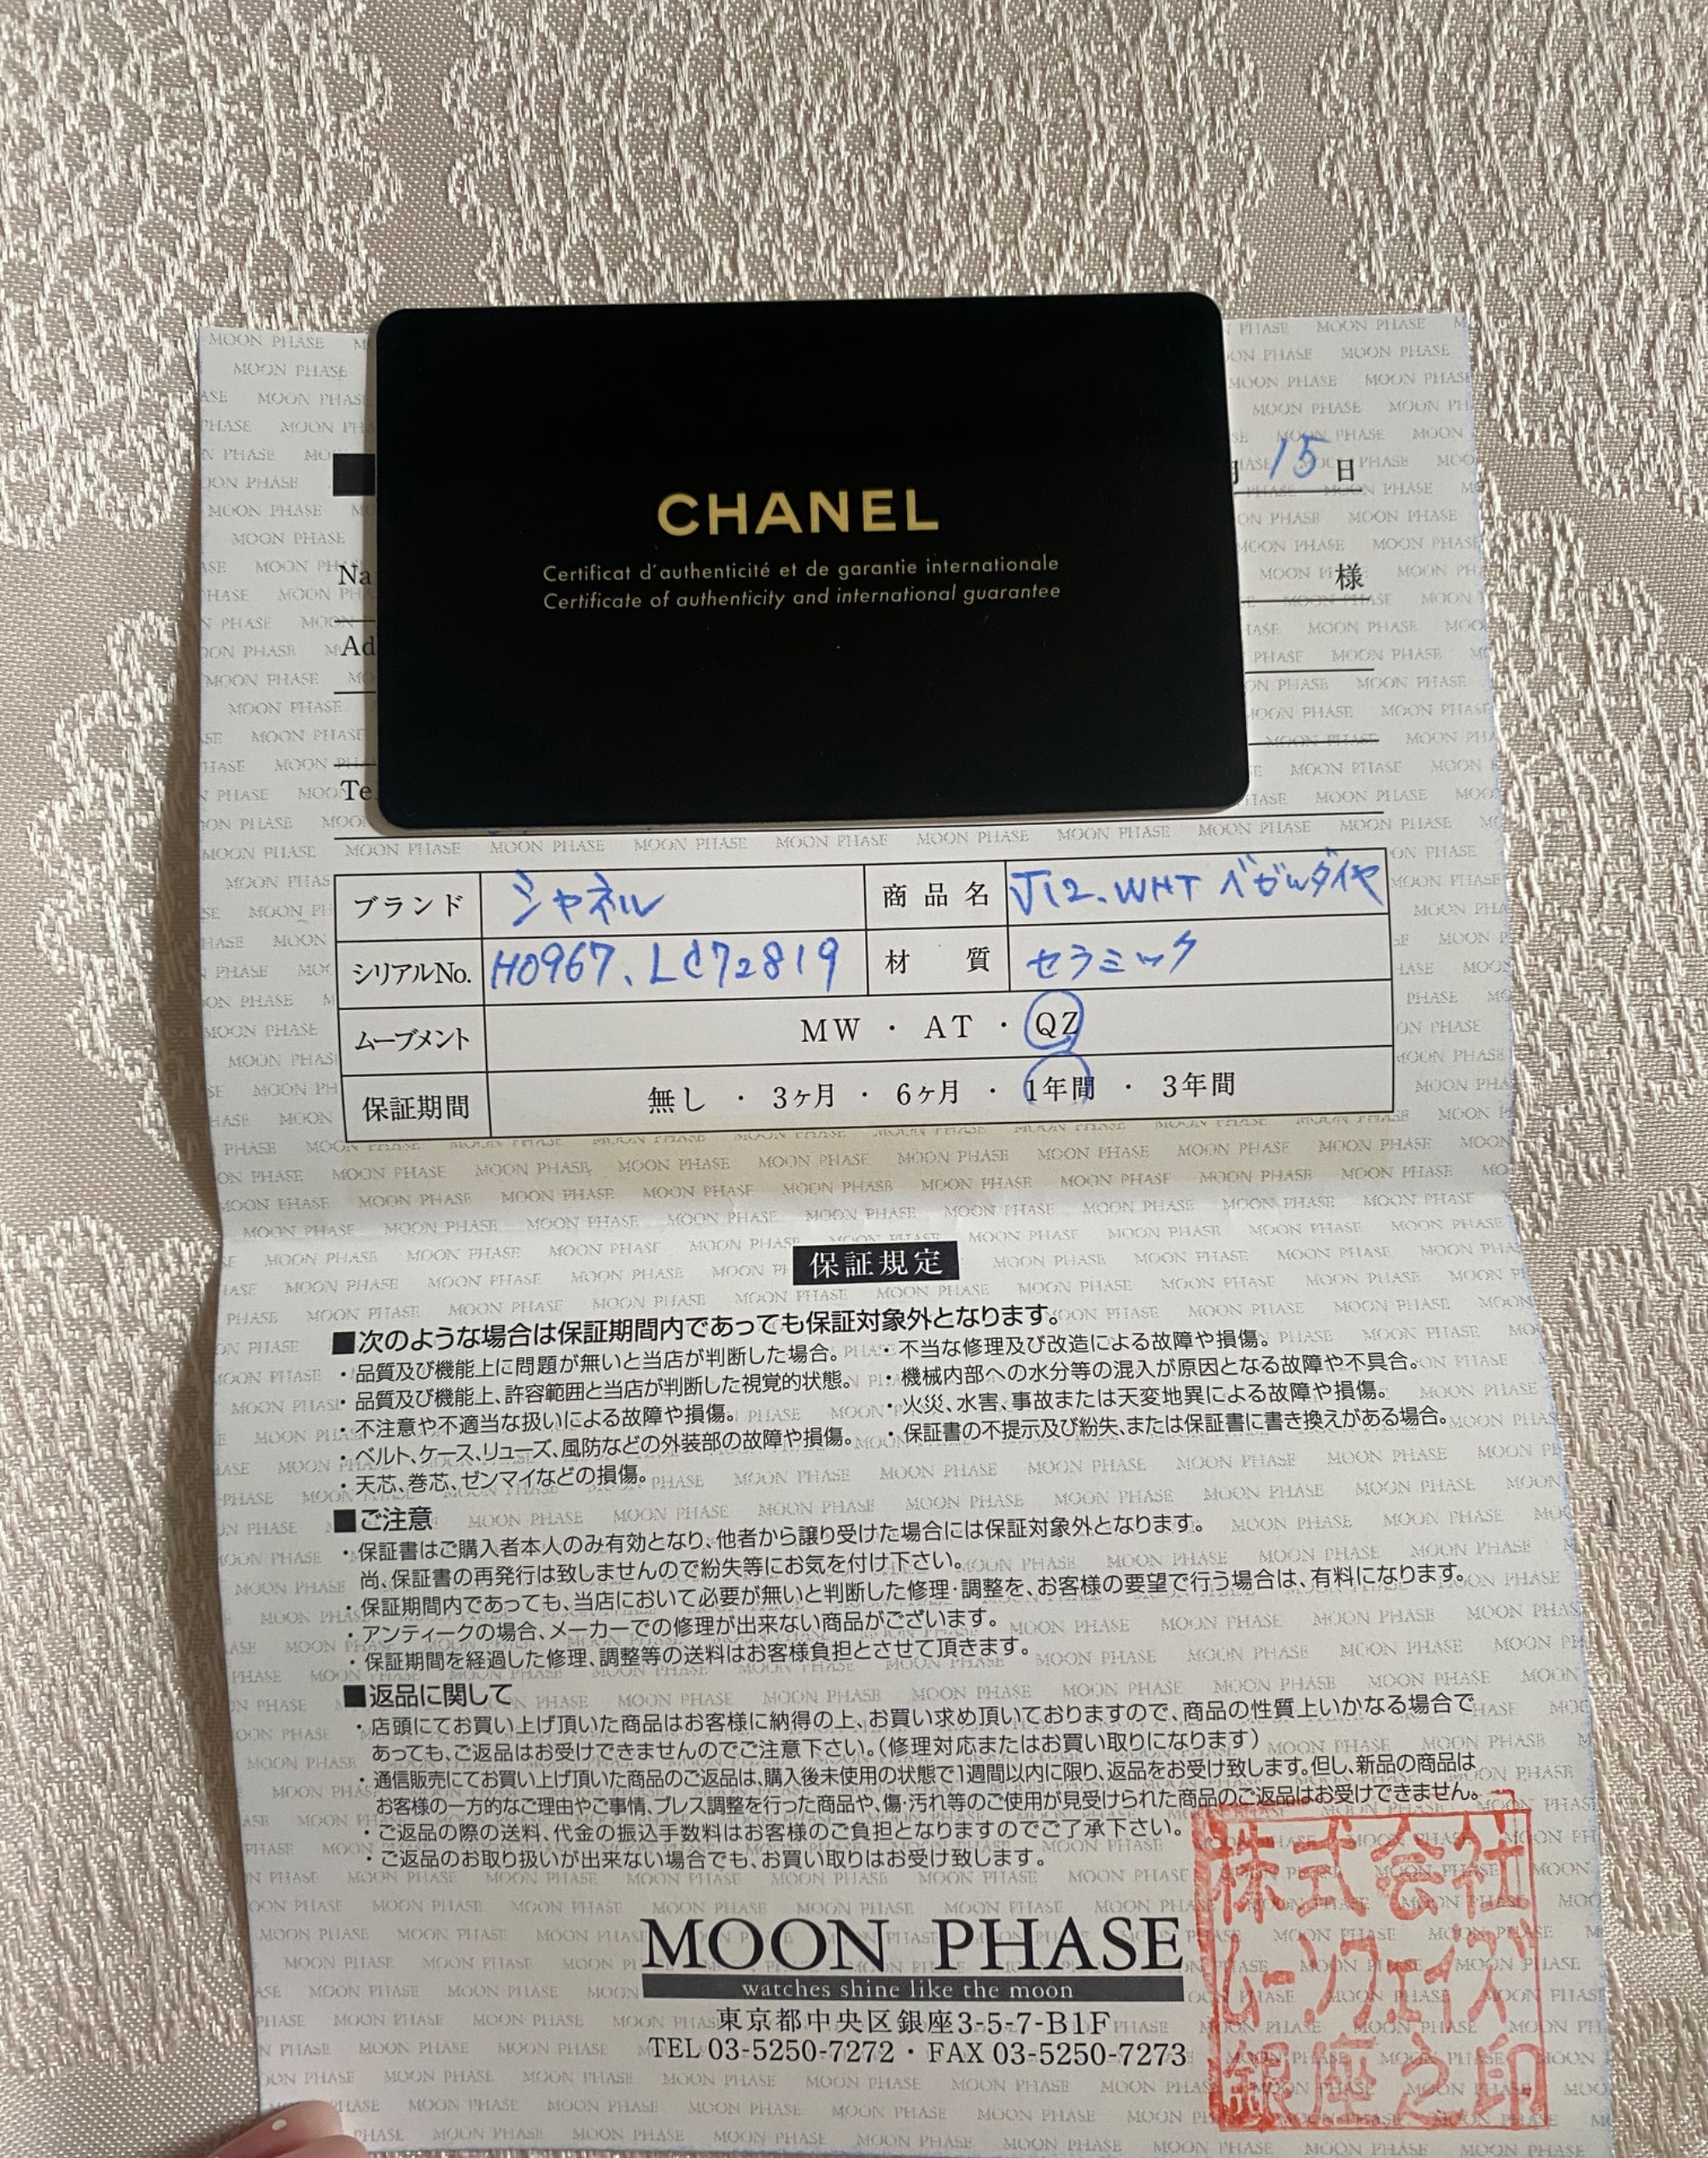 CHANEL
Certificat d'authenticité et de garantie internationale
Certificate of authenticity and international guarantee
15日
様
ブランド シャネル 商品名 J12.WHT ベゼルダイヤ
シリアルNo. H0967、LC72819 材質 セラミック
ムーブメント MW ・ AT ・ QZ
保証期間 無し ・ 3ヶ月 ・ 6ヶ月 ・ 1年間 ・ 3年間
保証規定
■次のような場合は保証期間内であっても保証対象外となります。
・品質及び機能上に問題が無いと当店が判断した場合。
・品質及び機能上、許容範囲と当店が判断した視覚的状態。
・不注意や不適当な扱いによる故障や損傷。
・ベルト、ケース、リューズ、風防などの外装部の故障や損傷。
・天芯、巻芯、ゼンマイなどの損傷。
・不当な修理及び改造による故障や損傷。
・機械内部への水分等の混入が原因となる故障や不具合。
・火災、水害、事故または天変地異による故障や損傷。
・保証書の不提示及び紛失、または保証書に書き換えがある場合。
■ご注意
・保証書はご購入者本人のみ有効となり、他者から譲り受けた場合には保証対象外となります。
尚、保証書の再発行は致しませんので紛失等にお気を付け下さい。
・保証期間内であっても、当店において必要が無いと判断した修理・調整を、お客様の要望で行う場合は、有料になります。
・アンティークの場合、メーカーでの修理が出来ない商品がございます。
・保証期間を経過した修理、調整等の送料はお客様負担とさせて頂きます。
■返品に関して
・店頭にてお買い上げ頂いた商品はお客様に納得の上、お買い求め頂いておりますので、商品の性質上いかなる場合で
あっても、ご返品はお受けできませんのでご注意下さい。（修理対応またはお買い取りになります）
・通信販売にてお買い上げ頂いた商品のご返品は、購入後未使用の状態で1週間以内に限り、返品をお受け致します。但し、新品の商品は
お客様の一方的なご理由やご事情、ブレス調整を行った商品や、傷・汚れ等のご使用が見受けられた商品のご返品はお受けできません。
・ご返品の際の送料、代金の振込手数料はお客様のご負担となりますのでご了承下さい。
・ご返品のお取り扱いが出来ない場合でも、お買い取りはお受け致します。
MOON PHASE
watches shine like the moon
東京都中央区銀座3-5-7-B1F
TEL 03-5250-7272・FAX 03-5250-7273
株式会社
ムーンフェイズ
銀座之印